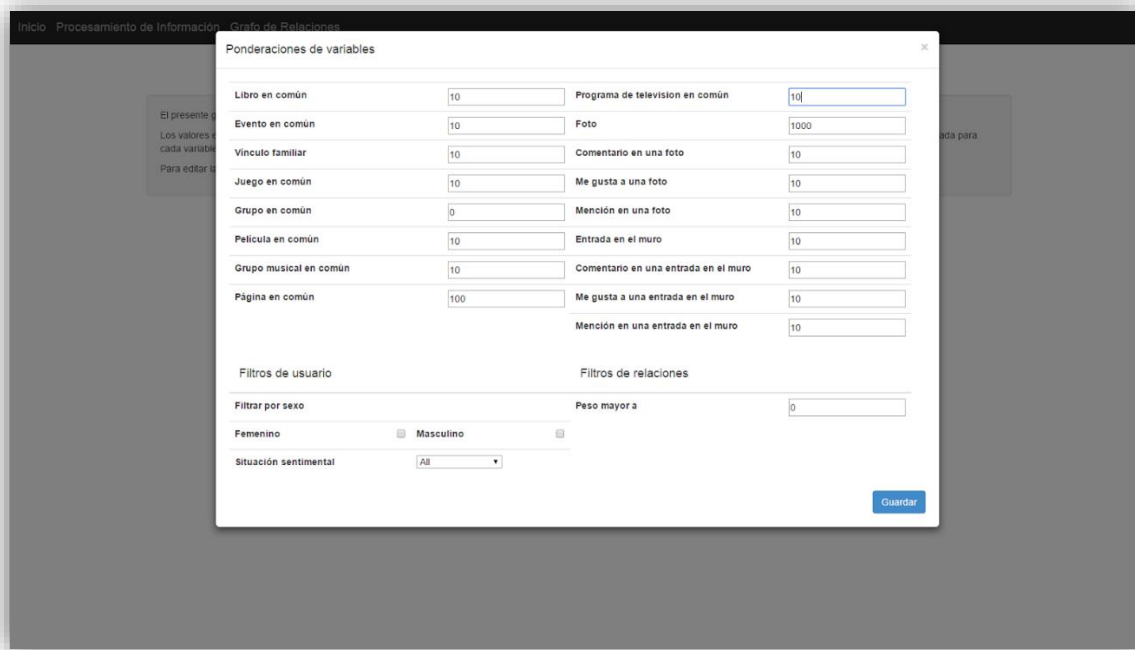 Inicio Procesamiento de Información Grafo de Relaciones
Ponderaciones de variables ×
El presente g
Los valores e ada para
cada variable
Para editar la
Libro en común 10 Programa de television en común 10
Evento en común 10 Foto 1000
Vínculo familiar 10 Comentario en una foto 10
Juego en común 10 Me gusta a una foto 10
Grupo en común 0 Mención en una foto 10
Película en común 10 Entrada en el muro 10
Grupo musical en común 10 Comentario en una entrada en el muro 10
Página en común 100 Me gusta a una entrada en el muro 10
Mención en una entrada en el muro 10
Filtros de usuario Filtros de relaciones
Filtrar por sexo Peso mayor a 0
Femenino Masculino
Situación sentimental All
Guardar